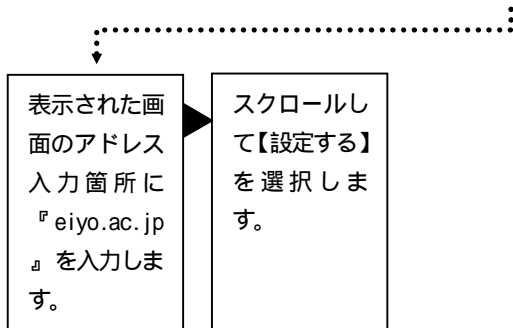 表示された画
面のアドレス
入力箇所に
『eiyo.ac.jp
』を入力しま
す。
スクロールし
て【設定する】
を選択しま
す。